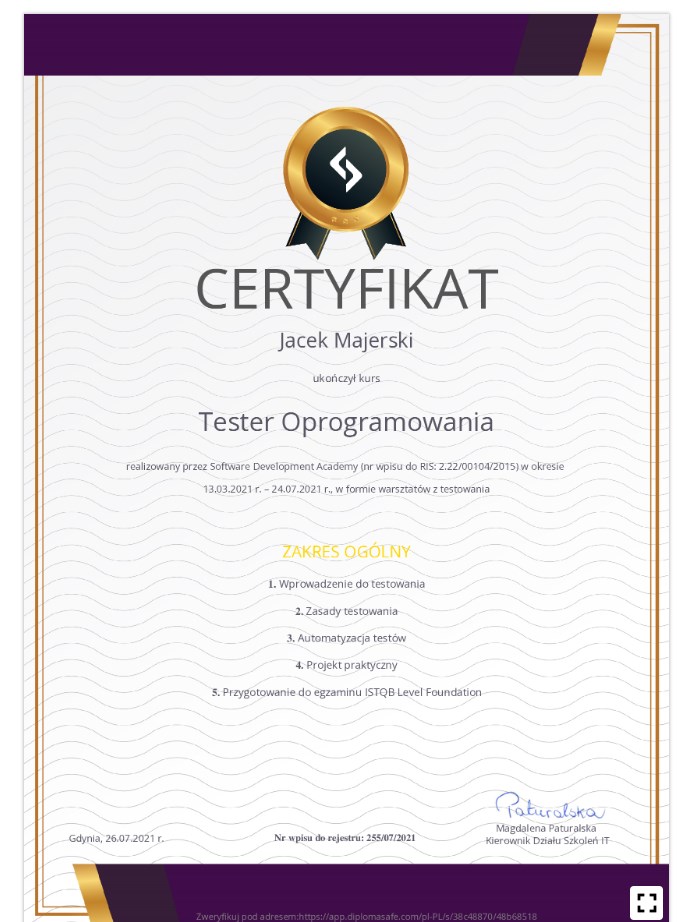 CERTYFIKAT
Jacek Majerski
ukończył kurs
Tester Oprogramowania
realizowany przez Software Development Academy (nr wpisu do RIS: 2.22/00104/2015) w okresie
13.03.2021 r. – 24.07.2021 r., w formie warsztatów z testowania
ZAKRES OGÓLNY
1. Wprowadzenie do testowania
2. Zasady testowania
3. Automatyzacja testów
4. Projekt praktyczny
5. Przygotowanie do egzaminu ISTQB Level Foundation
Paturalska
Magdalena Paturalska
Gdynia, 26.07.2021 r.
Nr wpisu do rejestru: 255/07/2021
Kierownik Działu Szkoleń IT
Zweryfikuj pod adresem:https://app.diplomasafe.com/pl-PL/s/38c48870/48b68518